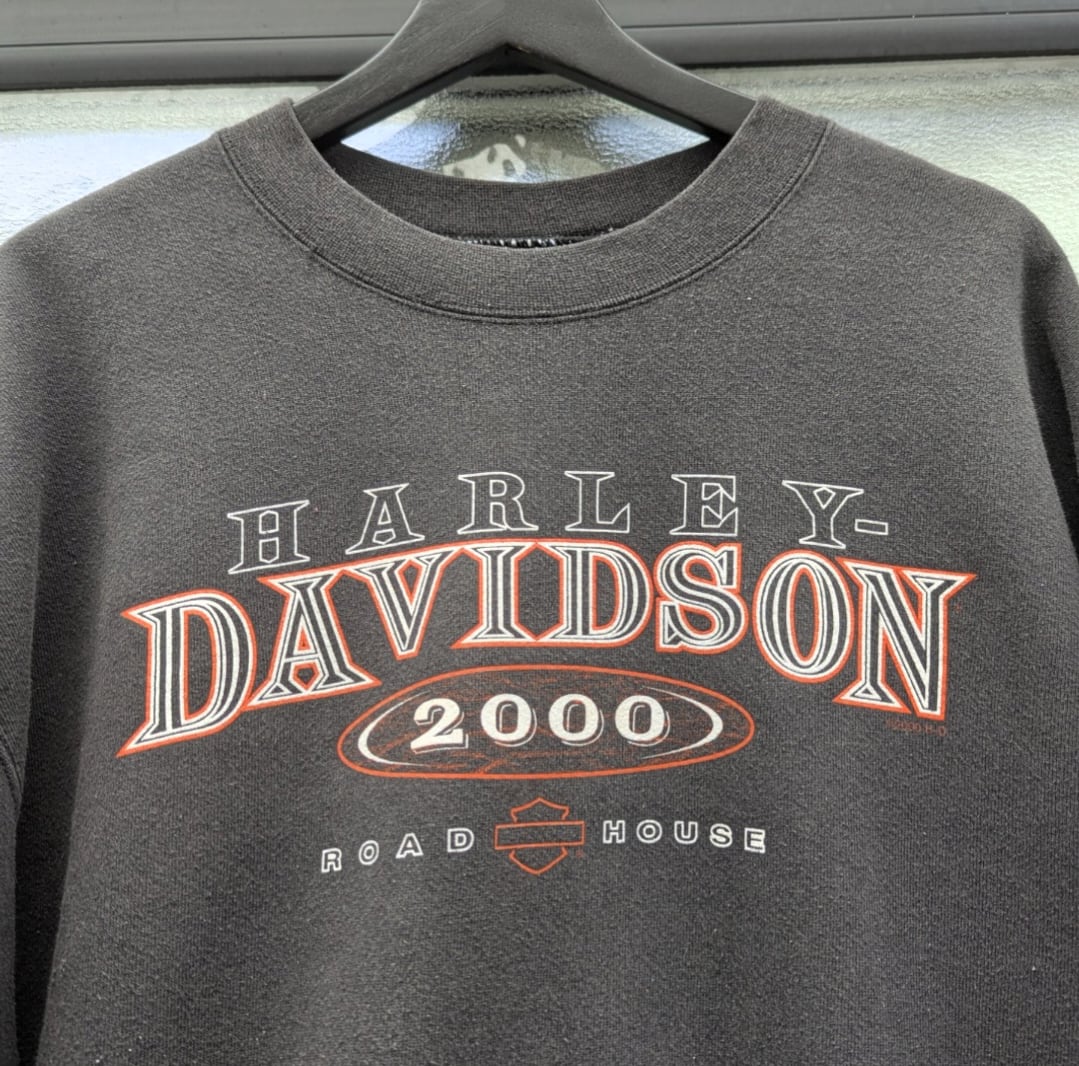 HARLEY-
DAVIDSON
2000
ROAD HOUSE